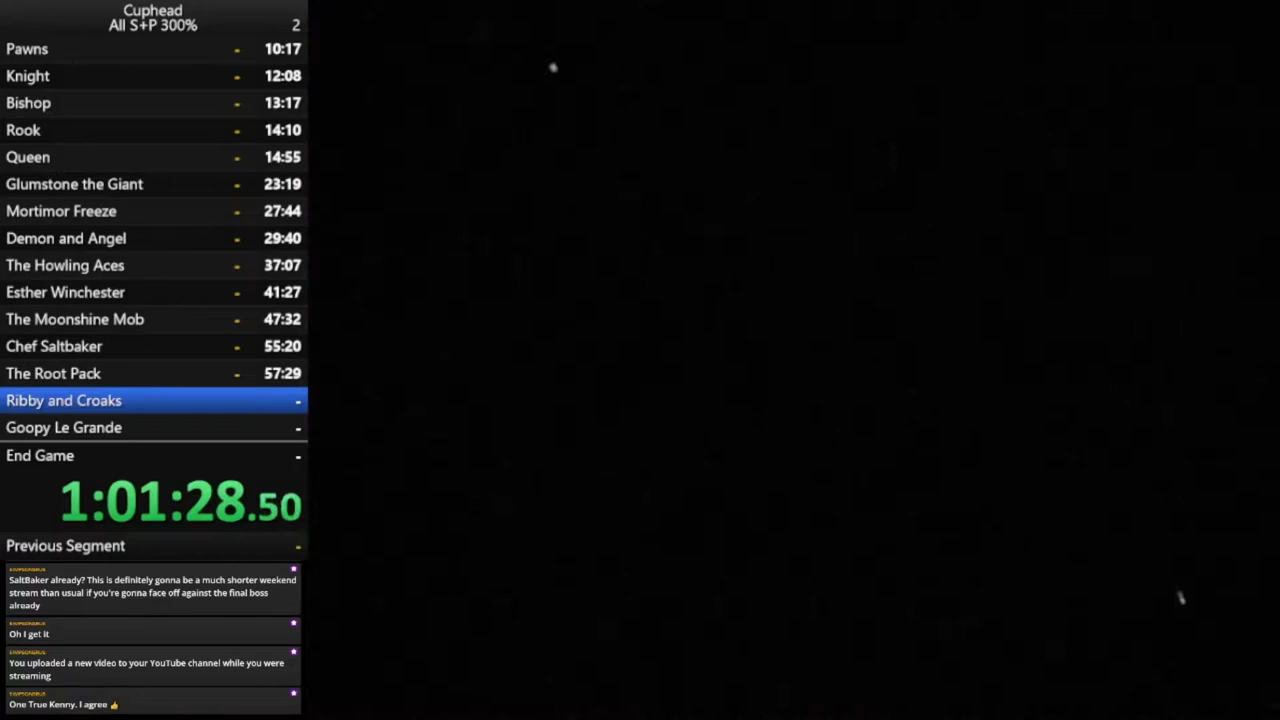 Cuphead
All S+P 300% 2
Pawns - 10:17
Knight - 12:08
Bishop - 13:17
Rook - 14:10
Queen - 14:55
Glumstone the Giant - 23:19
Mortimor Freeze - 27:44
Demon and Angel - 29:40
The Howling Aces - 37:07
Esther Winchester - 41:27
The Moonshine Mob - 47:32
Chef Saltbaker - 55:20
The Root Pack - 57:29
Ribby and Croaks -
Goopy Le Grande -
End Game -
1:01:28.50
Previous Segment -
SaltBaker already? This is definitely gonna be a much shorter weekend
stream than usual if you're gonna face off against the final boss
already
Oh I get it
You uploaded a new video to your YouTube channel while you were
streaming
One True Kenny. I agree 👍